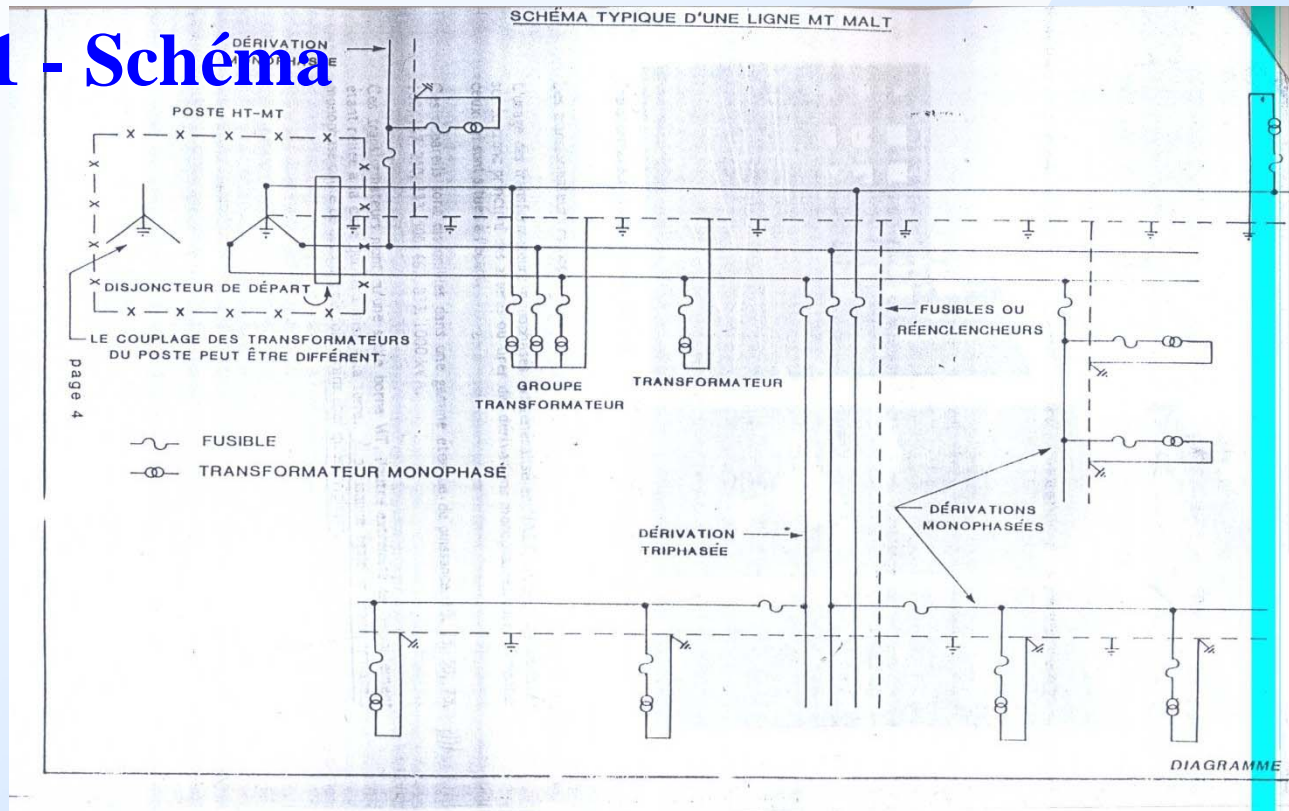 SCHÉMA TYPIQUE D'UNE LIGNE MT MALT
1 - Schéma
DÉRIVATION
MONOPHASÉE
POSTE HT-MT
DISJONCTEUR DE DÉPART
LE COUPLAGE DES TRANSFORMATEURS
DU POSTE PEUT ÊTRE DIFFÉRENT
page 4
GROUPE
TRANSFORMATEUR
TRANSFORMATEUR
FUSIBLES OU
RÉENCLENCHEURS
FUSIBLE
TRANSFORMATEUR MONOPHASÉ
DÉRIVATION
TRIPHASÉE
DÉRIVATIONS
MONOPHASÉES
DIAGRAMME